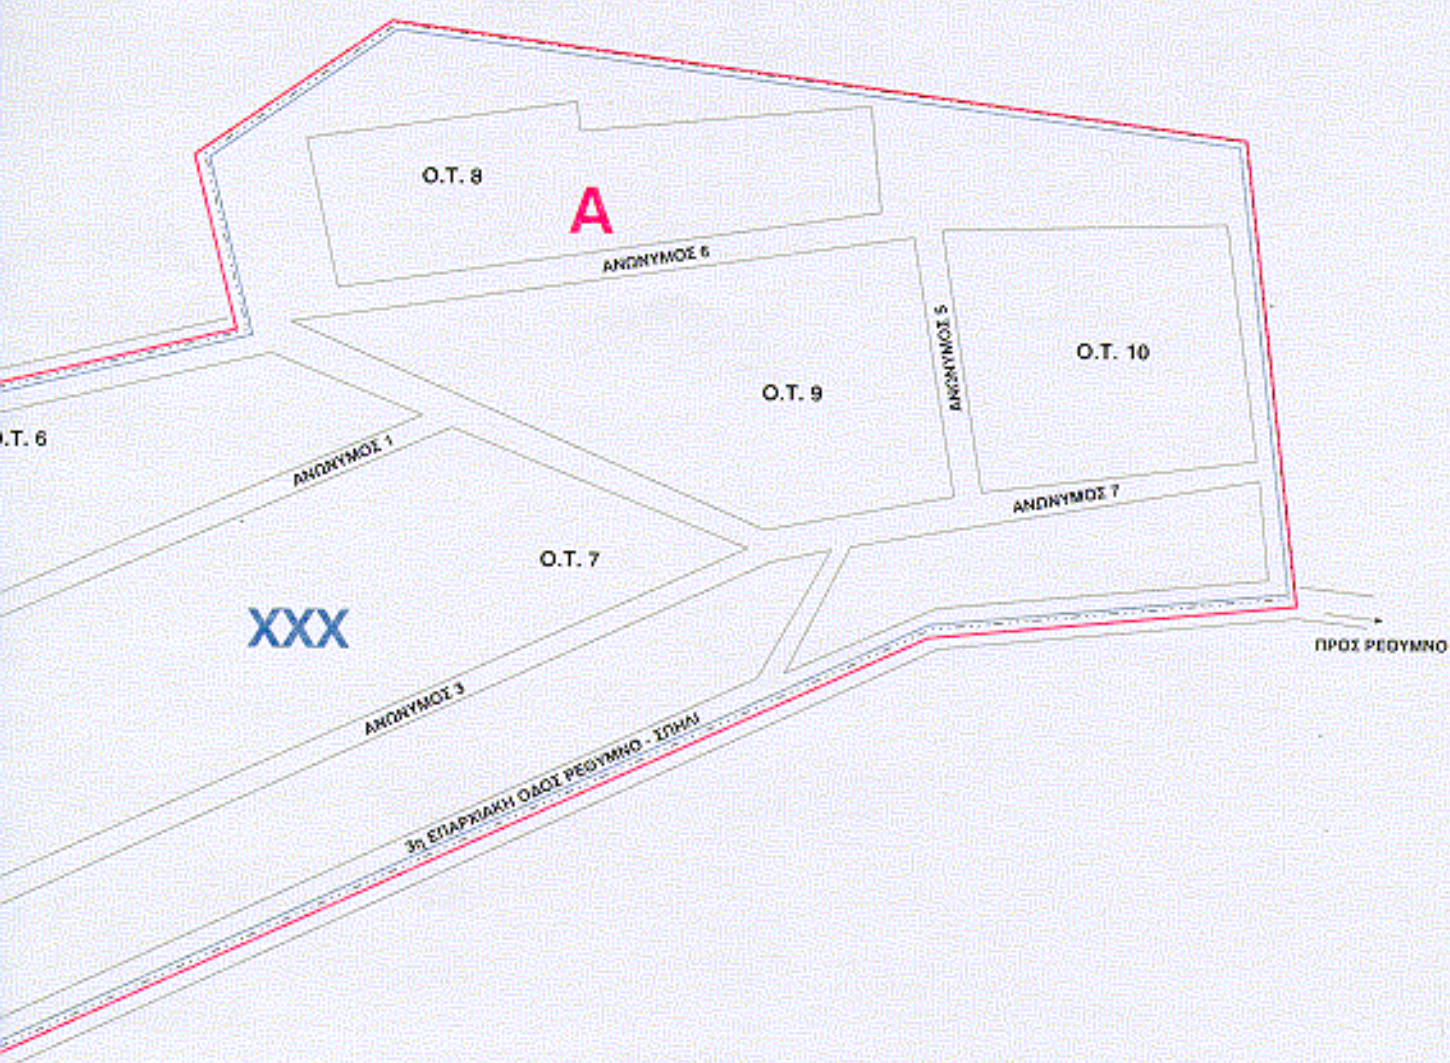 Ο.Τ. 8
Α
ΑΝΩΝΥΜΟΣ 6
ΑΝΩΝΥΜΟΣ 5
Ο.Τ. 10
Ο.Τ. 9
Ο.Τ. 6
ΑΝΩΝΥΜΟΣ 1
ΑΝΩΝΥΜΟΣ 7
Ο.Τ. 7
ΧΧΧ
ΠΡΟΣ ΡΕΘΥΜΝΟ
ΑΝΩΝΥΜΟΣ 3
3η ΕΠΑΡΧΙΑΚΗ ΟΔΟΣ ΡΕΘΥΜΝΟ - ΣΠΗΛΙ